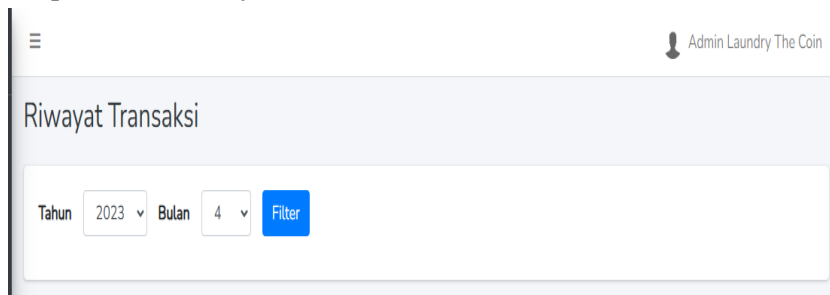 Admin Laundry The Coin
Riwayat Transaksi
Tahun 2023 Bulan 4 Filter